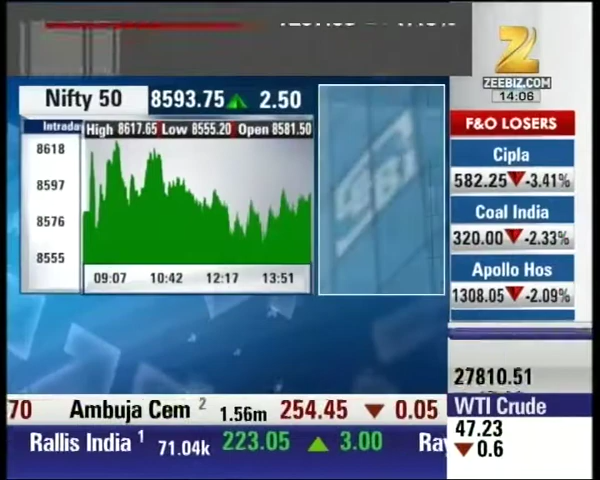 ZEEBIZ.COM
14:06
Nifty 50 8593.75 2.50
Intraday High 8617.65 Low 8555.20 Open 8581.50
8618
8597
8576
8555
09:07 10:42 12:17 13:51
SEBI
F&O LOSERS
Cipla
582.25 -3.41%
Coal India
320.00 -2.33%
Apollo Hos
1308.05 -2.09%
27810.51
WTI Crude
47.23
0.6
70 Ambuja Cem 2 1.56m 254.45 0.05
Rallis India 1 71.04k 223.05 3.00 Ray